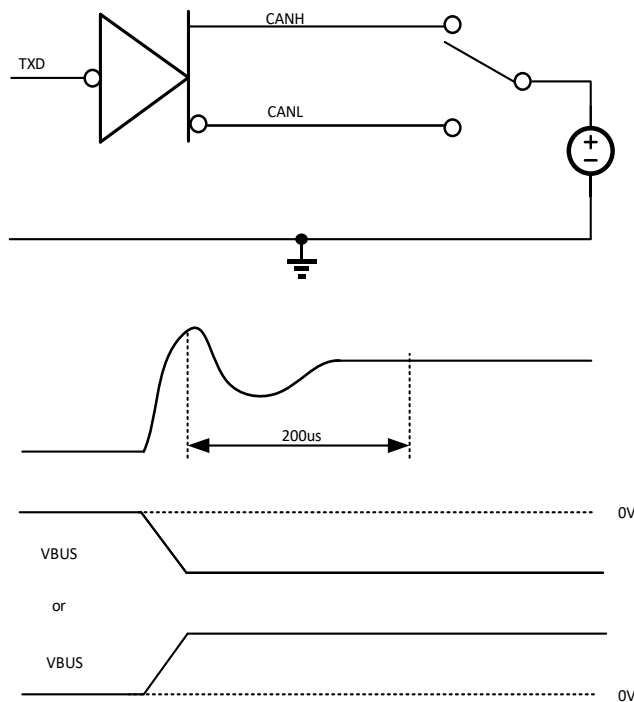 CANH
TXD
CANL
+
−
200us
0V
VBUS
or
VBUS
0V